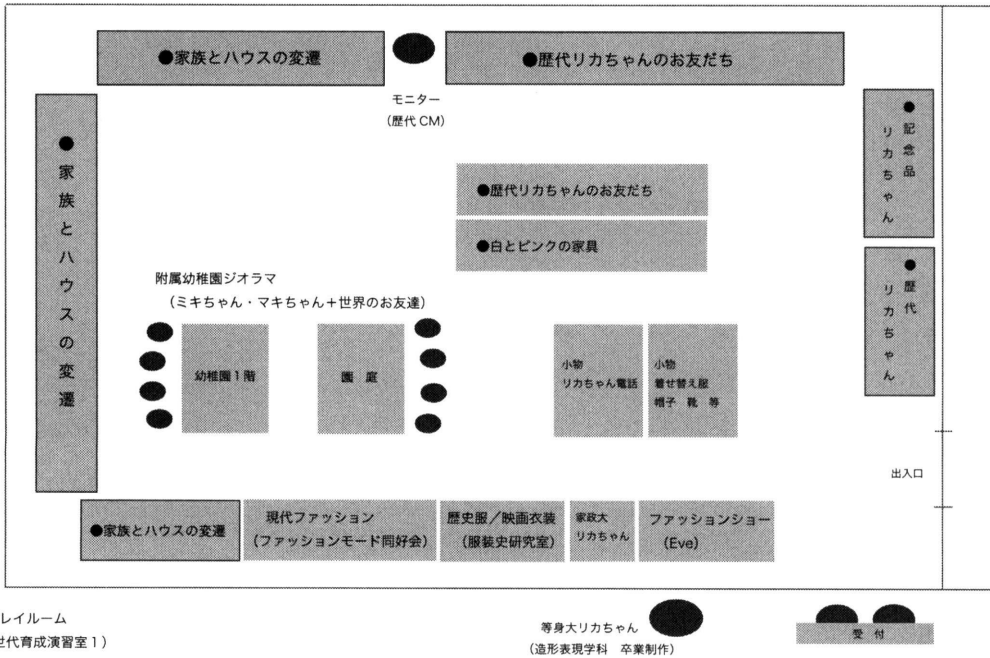 ●家族とハウスの変遷
●歴代リカちゃんのお友だち
モニター
（歴代 CM）
●記念品
リカちゃん
●家族とハウスの変遷
●歴代リカちゃんのお友だち
●白とピンクの家具
●歴代
リカちゃん
附属幼稚園ジオラマ
（ミキちゃん・マキちゃん＋世界のお友達）
幼稚園１階
園　庭
小物
リカちゃん電話
小物
着せ替え服
帽子　靴　等
出入口
●家族とハウスの変遷
現代ファッション
（ファッションモード同好会）
歴史服／映画衣装
（服装史研究室）
家政大
リカちゃん
ファッションショー
（Eve）
レイルーム
世代育成演習室１）
等身大リカちゃん
（造形表現学科　卒業制作）
受　付